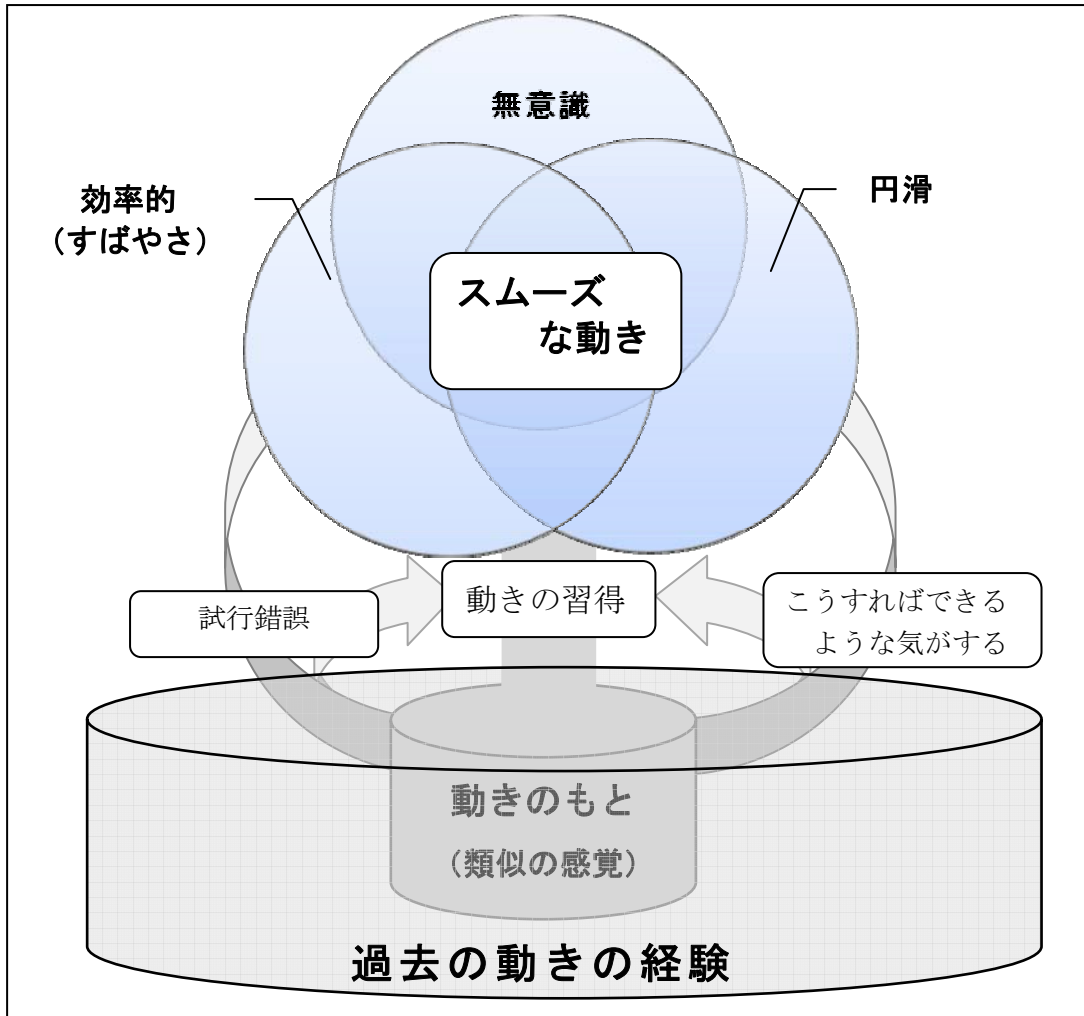 無意識
効率的
（すばやさ）
円滑
スムーズ
な動き
試行錯誤
動きの習得
こうすればできる
ような気がする
動きのもと
（類似の感覚）
過去の動きの経験